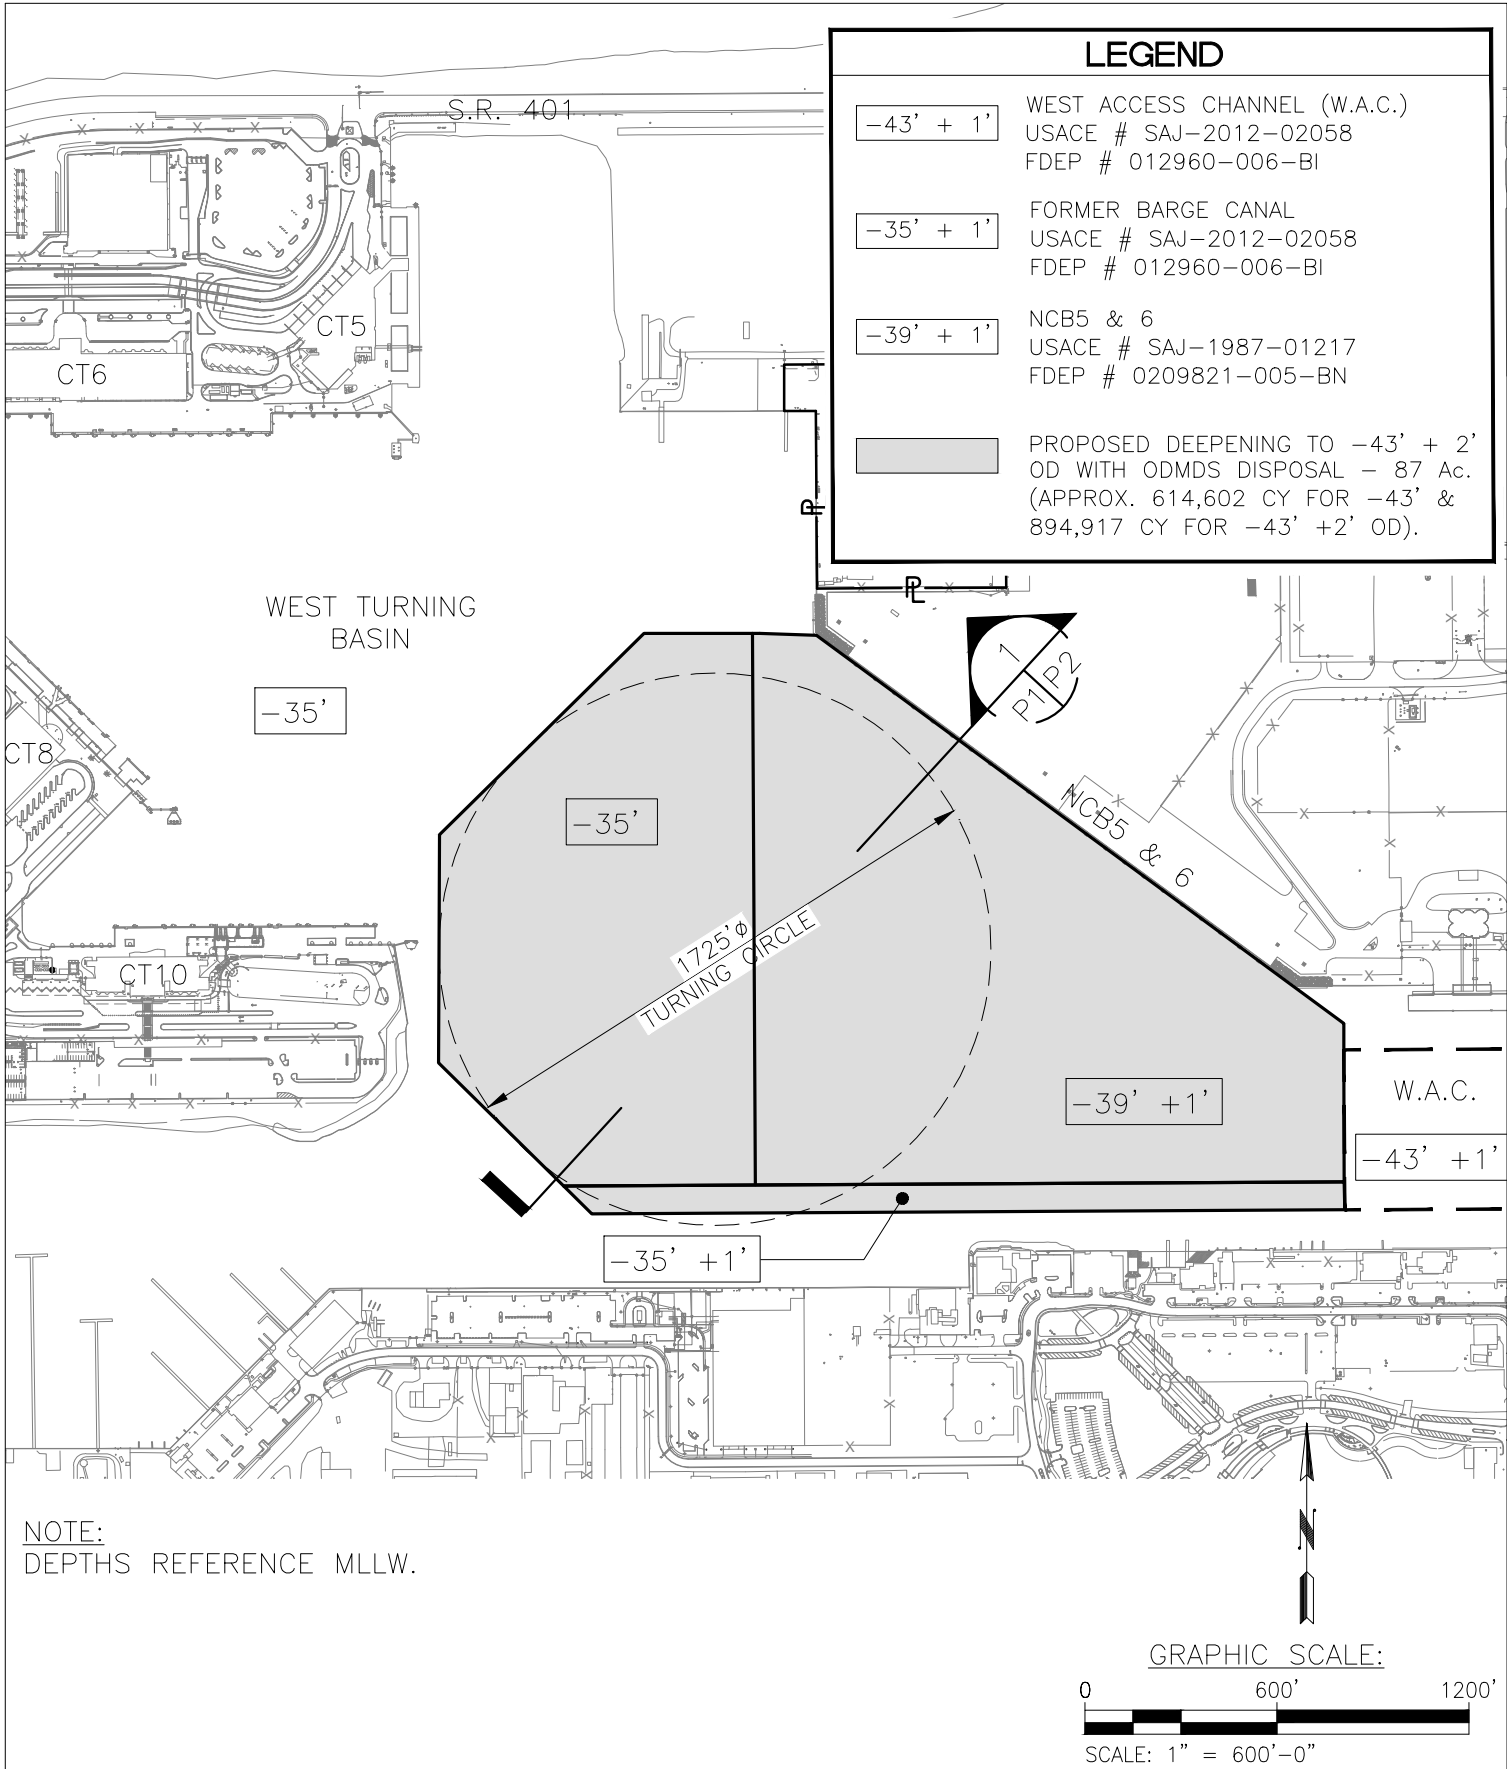 LEGEND
-43' + 1'
WEST ACCESS CHANNEL (W.A.C.)
USACE # SAJ-2012-02058
FDEP # 012960-006-BI
-35' + 1'
FORMER BARGE CANAL
USACE # SAJ-2012-02058
FDEP # 012960-006-BI
-39' + 1'
NCB5 & 6
USACE # SAJ-1987-01217
FDEP # 0209821-005-BN
PROPOSED DEEPENING TO -43' + 2'
OD WITH ODMDS DISPOSAL - 87 Ac.
(APPROX. 614,602 CY FOR -43' &
894,917 CY FOR -43' +2' OD).
S.R. 401
CT5
CT6
PL
PL
WEST TURNING
BASIN
-35'
1
P1
P2
CT8
-35'
NCB5 & 6
1725'ø
TURNING CIRCLE
CT10
-39' +1'
W.A.C.
-43' +1'
-35' +1'
NOTE:
DEPTHS REFERENCE MLLW.
N
GRAPHIC SCALE:
0 600' 1200'
SCALE: 1" = 600'-0"